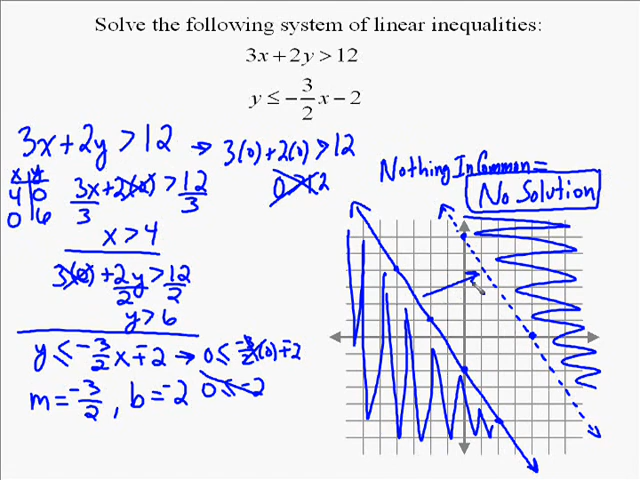 Solve the following system of linear inequalities:
3x + 2y > 12
y ≤ -3/2 x - 2
3x + 2y > 12 → 3(0) + 2(0) > 12
0 > 12
x | y
4 | 0
0 | 6
3x + 2(0) > 12
3 3
x > 4
3(0) + 2y > 12
2 2
y > 6
y ≤ -3/2 x + -2 → 0 ≤ -3/2 (0) + -2
0 ≤ -2
m = -3/2 , b = -2
Nothing In Common =
No Solution